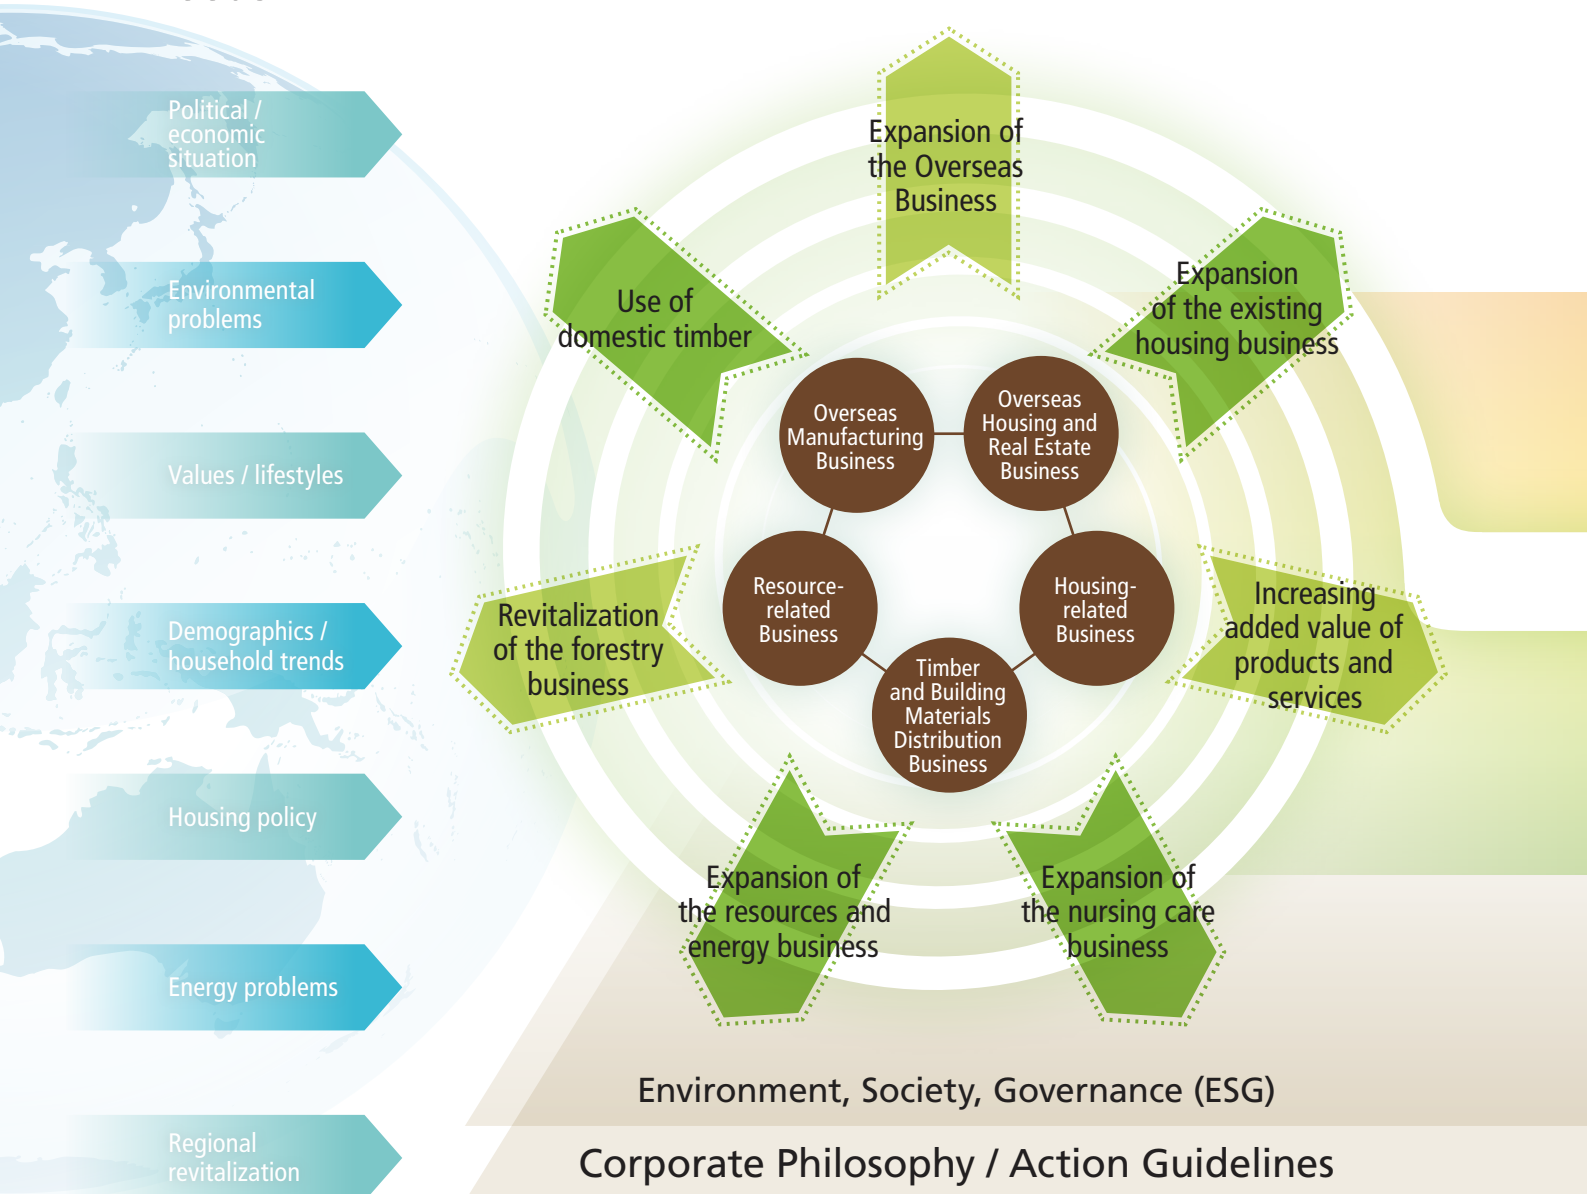 Political /
economic
situation
Environmental
problems
Values / lifestyles
Demographics /
household trends
Housing policy
Energy problems
Regional
revitalization
Expansion of
the Overseas
Business
Use of
domestic timber
Expansion
of the existing
housing business
Overseas
Manufacturing
Business
Overseas
Housing and
Real Estate
Business
Resource-
related
Business
Housing-
related
Business
Timber
and Building
Materials
Distribution
Business
Revitalization
of the forestry
business
Increasing
added value of
products and
services
Expansion of
the resources and
energy business
Expansion of
the nursing care
business
Environment, Society, Governance (ESG)
Corporate Philosophy / Action Guidelines